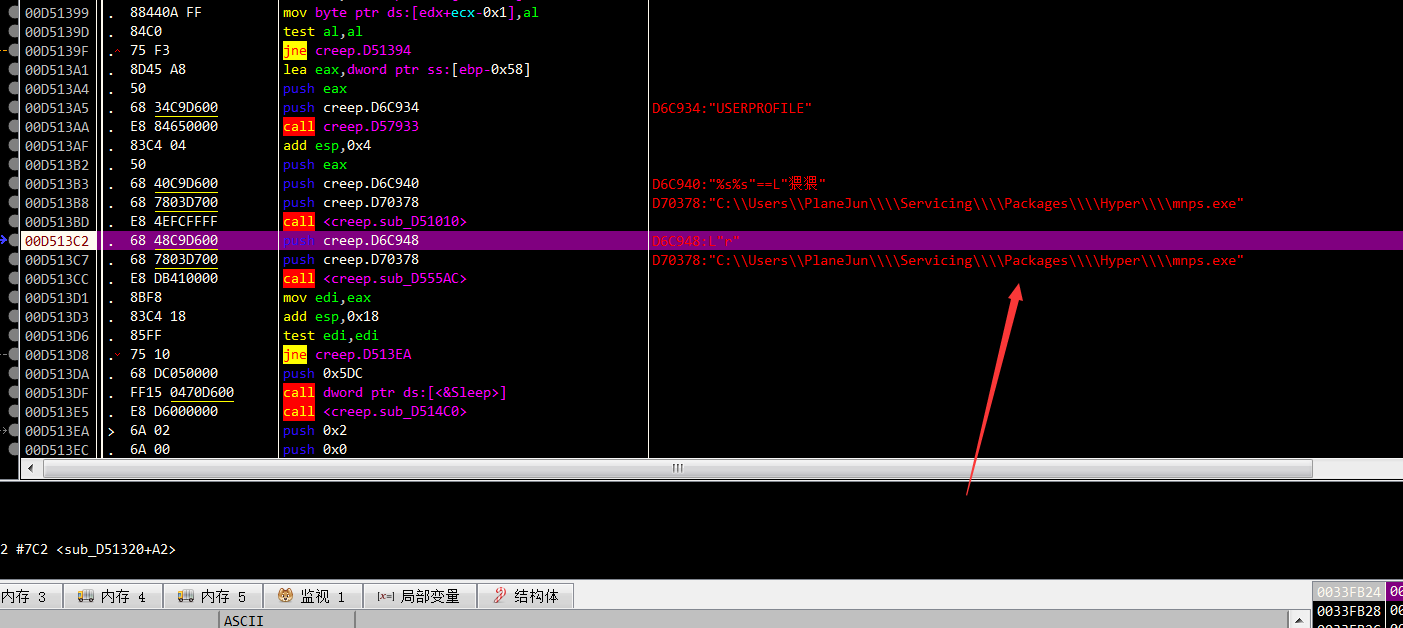 00D51399 . 88440A FF mov byte ptr ds:[edx+ecx-0x1],al
00D5139D . 84C0 test al,al
00D5139F .^ 75 F3 jne creep.D51394
00D513A1 . 8D45 A8 lea eax,dword ptr ss:[ebp-0x58]
00D513A4 . 50 push eax
00D513A5 . 68 34C9D600 push creep.D6C934 D6C934:"USERPROFILE"
00D513AA . E8 84650000 call creep.D57933
00D513AF . 83C4 04 add esp,0x4
00D513B2 . 50 push eax
00D513B3 . 68 40C9D600 push creep.D6C940 D6C940:"%s%s"==L"猥猥"
00D513B8 . 68 7803D700 push creep.D70378 D70378:"C:\\Users\\PlaneJun\\\\Servicing\\\\Packages\\\\Hyper\\\\mnps.exe"
00D513BD . E8 4EFCFFFF call <creep.sub_D51010>
00D513C2 . 68 48C9D600 push creep.D6C948 D6C948:L"n"
00D513C7 . 68 7803D700 push creep.D70378 D70378:"C:\\Users\\PlaneJun\\\\Servicing\\\\Packages\\\\Hyper\\\\mnps.exe"
00D513CC . E8 DB410000 call <creep.sub_D555AC>
00D513D1 . 8BF8 mov edi,eax
00D513D3 . 83C4 18 add esp,0x18
00D513D6 . 85FF test edi,edi
00D513D8 .v 75 10 jne creep.D513EA
00D513DA . 68 DC050000 push 0x5DC
00D513DF . FF15 0470D600 call dword ptr ds:[<&Sleep>]
00D513E5 . E8 D6000000 call <creep.sub_D514C0>
00D513EA > 6A 02 push 0x2
00D513EC . 6A 00 push 0x0
2 #7C2 <sub_D51320+A2>
内存 3 内存 4 内存 5 监视 1 [x=] 局部变量 结构体
0033FB24 00
ASCII
0033FB28 00